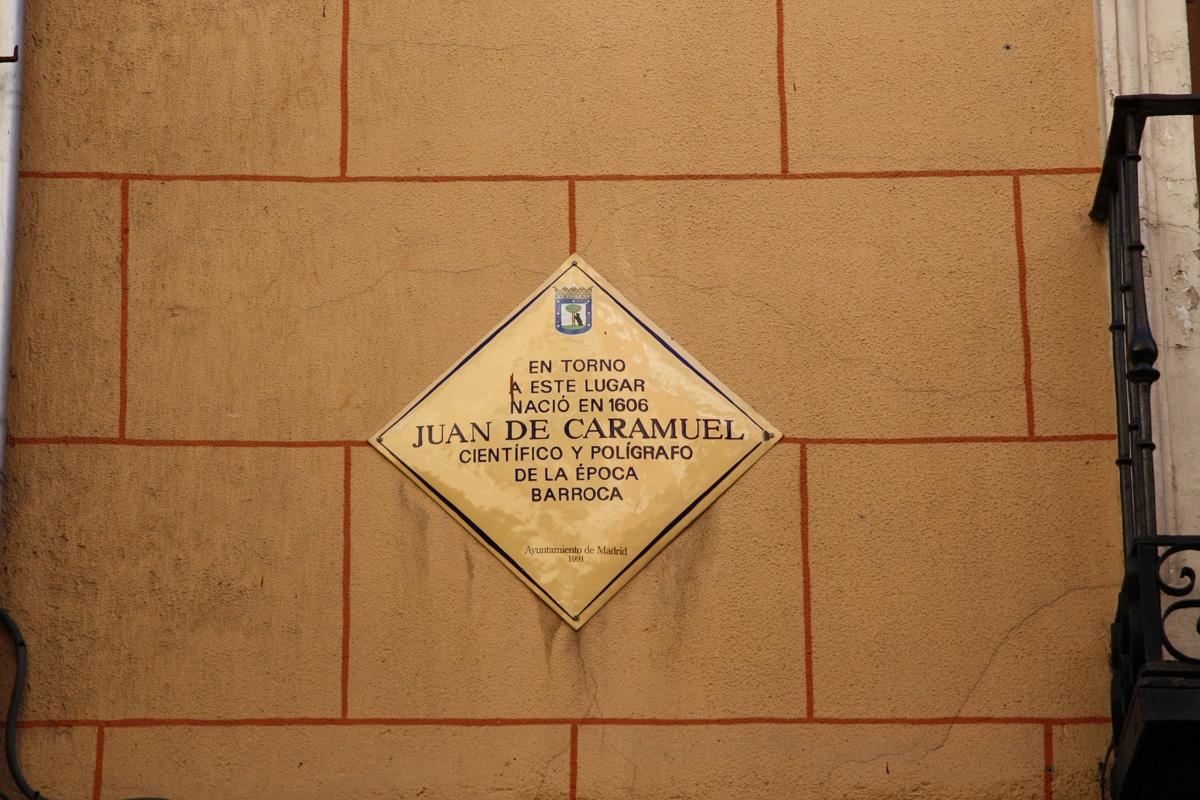 EN TORNO
A ESTE LUGAR
NACIÓ EN 1606
JUAN DE CARAMUEL
CIENTÍFICO Y POLÍGRAFO
DE LA ÉPOCA
BARROCA
Ayuntamiento de Madrid
1991